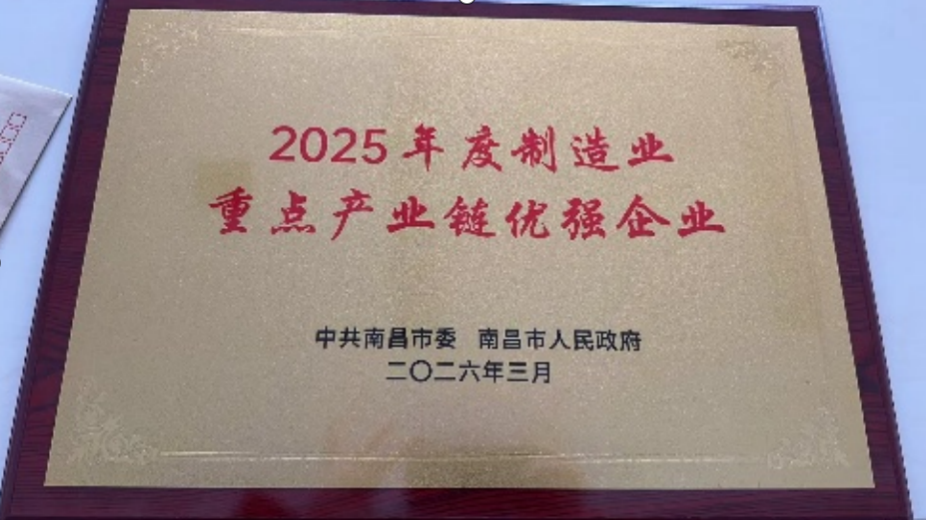 2025年度制造业
重点产业链优强企业
中共南昌市委 南昌市人民政府
二〇二六年三月